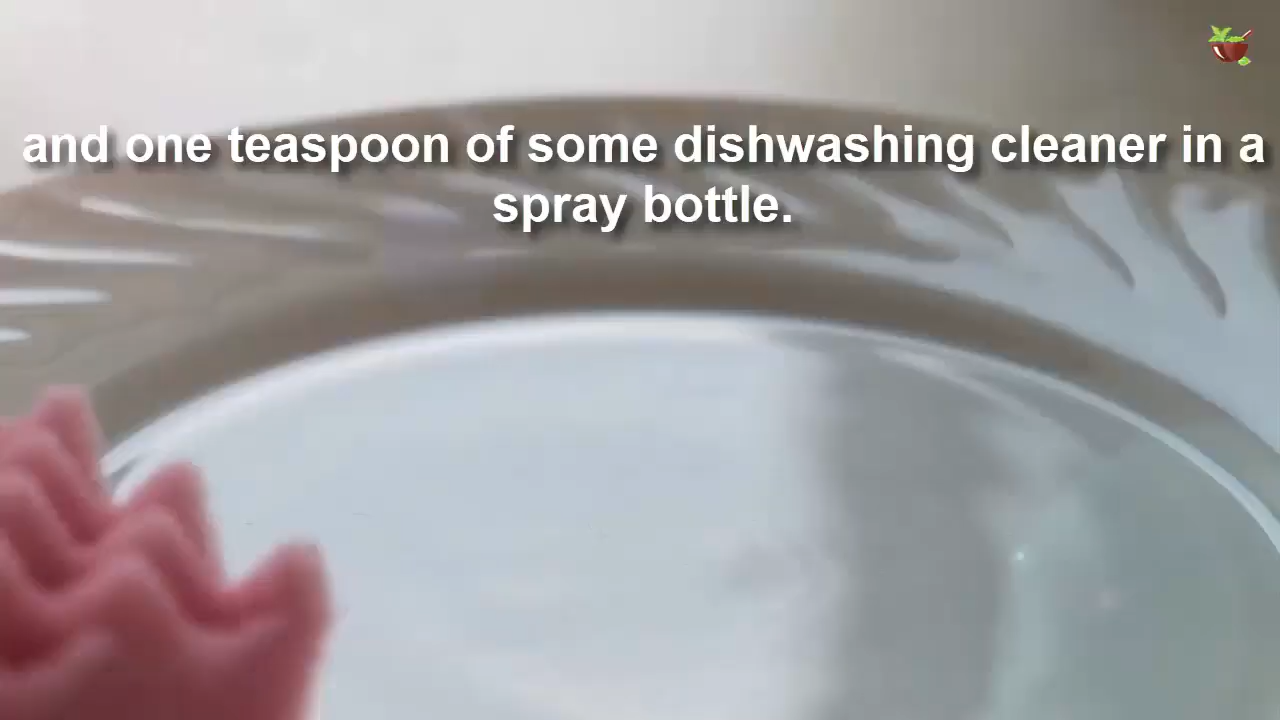 and one teaspoon of some dishwashing cleaner in a
spray bottle.